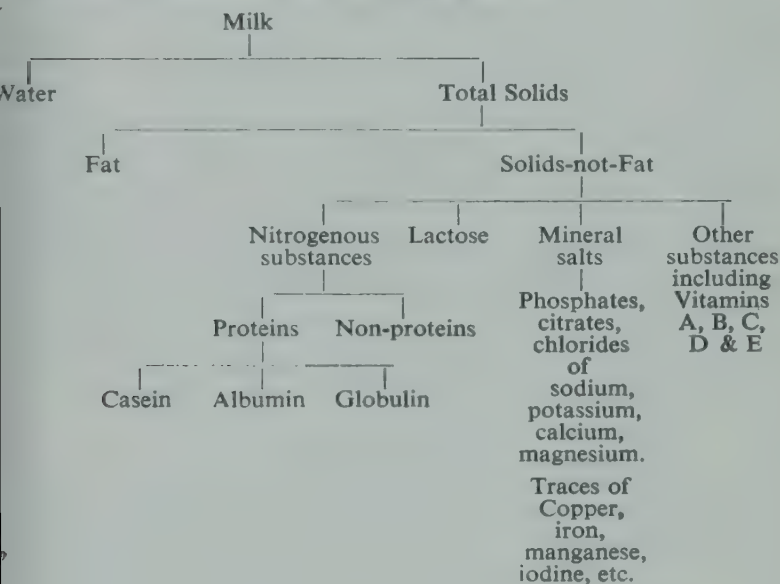 Milk
Water
Total Solids
Fat
Solids-not-Fat
Nitrogenous
substances
Lactose
Mineral
salts
Other
substances
including
Vitamins
A, B, C,
D & E
Proteins
Non-proteins
Phosphates,
citrates,
chlorides
of
sodium,
potassium,
calcium,
magnesium.
Casein
Albumin
Globulin
Traces of
Copper,
iron,
manganese,
iodine, etc.